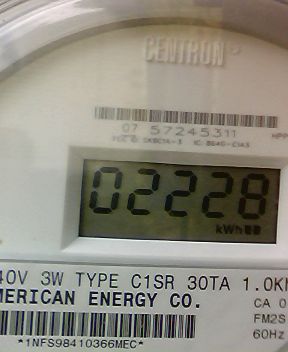 CENTRON
07 57245311
02228
kWh
40V 3W TYPE C1SR 30TA 1.0Kh
MERICAN ENERGY CO.
CA 0
FM2S
60Hz
*1NFS98410366MEC*